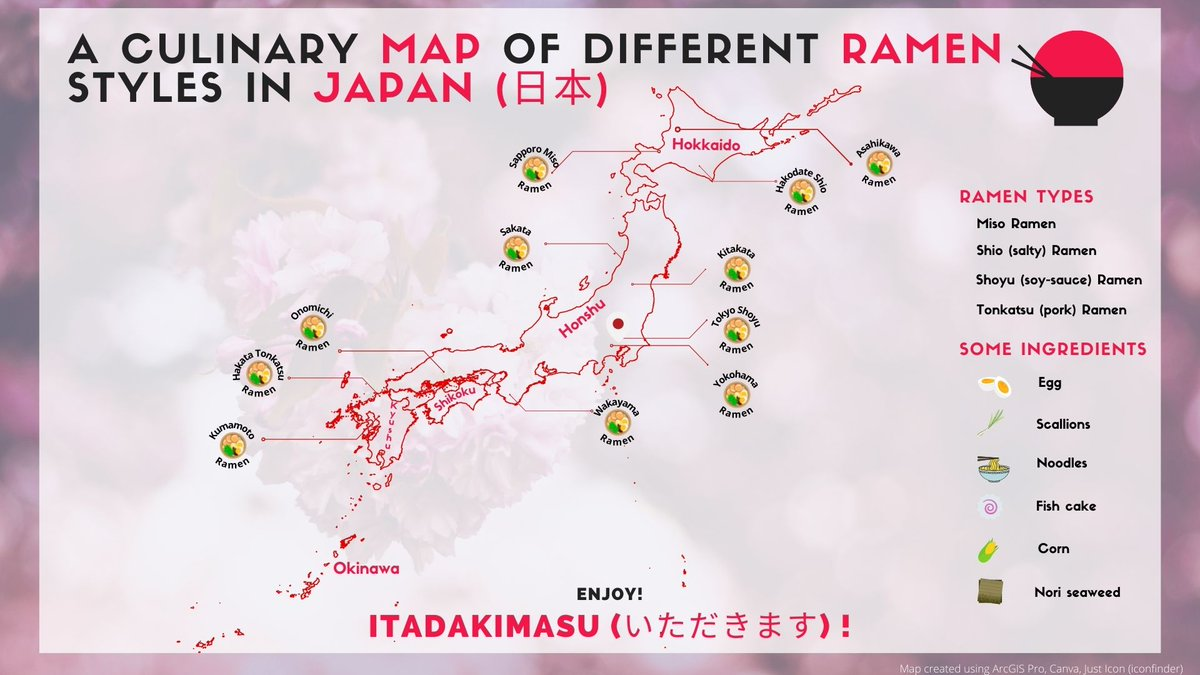 A CULINARY MAP OF DIFFERENT RAMEN
STYLES IN JAPAN (日本)
Hokkaido
Sapporo Miso
Ramen
Asahikawa
Ramen
Hakodate Shio
Ramen
Sakata
Ramen
Kitakata
Ramen
Honshu
Onomichi
Ramen
Tokyo Shoyu
Ramen
Hakata Tonkatsu
Ramen
Yokohama
Ramen
Shikoku
Kyushu
Wakayama
Ramen
Kumamoto
Ramen
Okinawa
RAMEN TYPES
Miso Ramen
Shio (salty) Ramen
Shoyu (soy-sauce) Ramen
Tonkatsu (pork) Ramen
SOME INGREDIENTS
Egg
Scallions
Noodles
Fish cake
Corn
Nori seaweed
ENJOY!
ITADAKIMASU (いただきます) !
Map created using ArcGIS Pro, Canva, Just Icon (iconfinder)